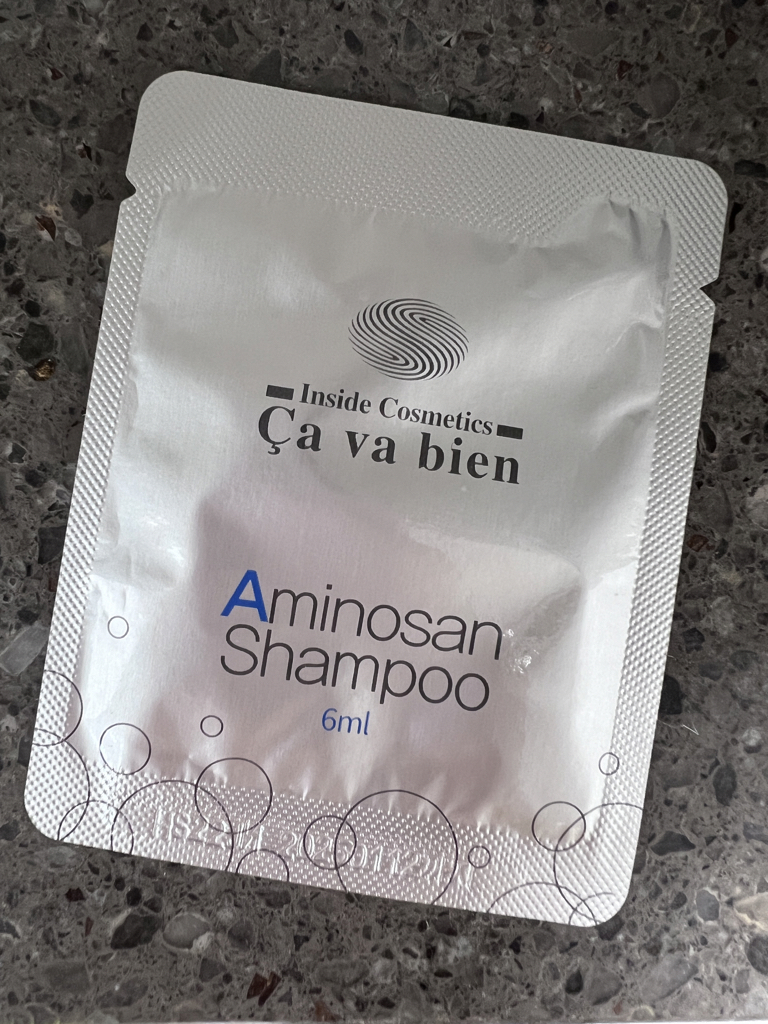 Inside Cosmetics
Ça va bien
Aminosan
Shampoo
6ml